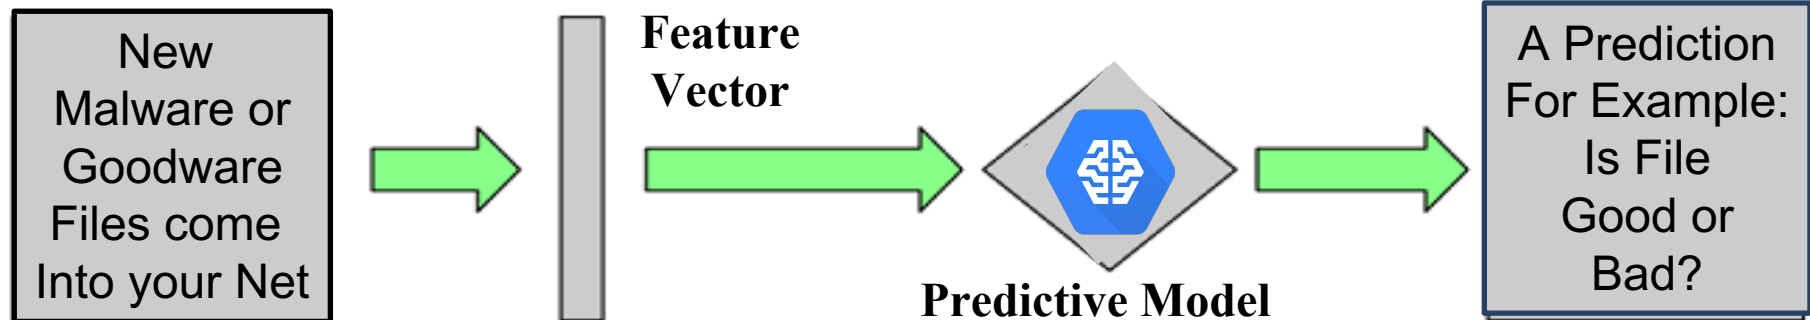 New
Malware or
Goodware
Files come
Into your Net
Feature
Vector
Predictive Model
A Prediction
For Example:
Is File
Good or
Bad?